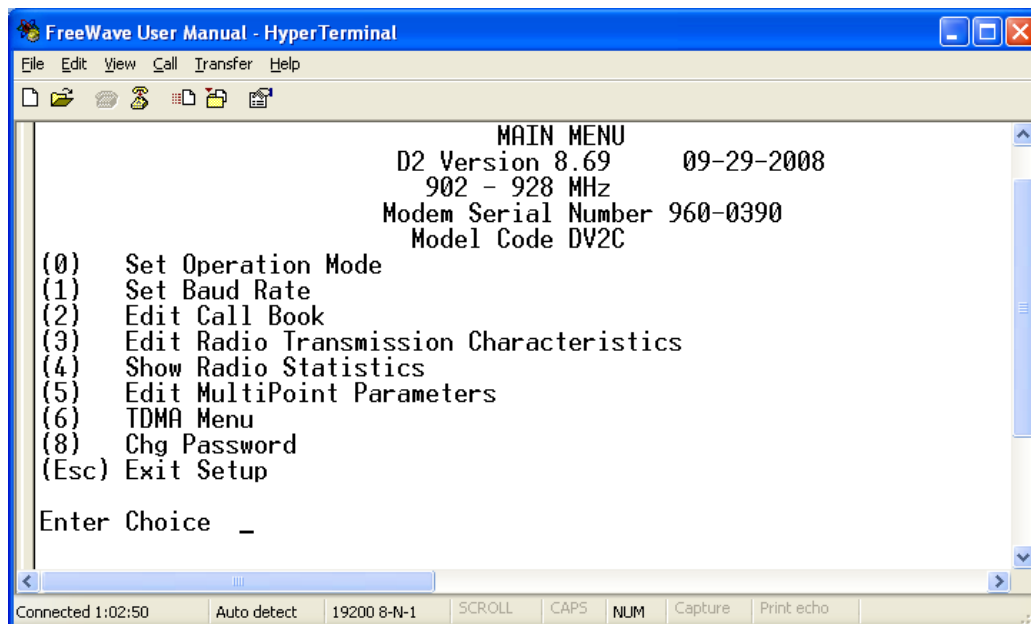 FreeWave User Manual - HyperTerminal
File Edit View Call Transfer Help
MAIN MENU
D2 Version 8.69 09-29-2008
902 - 928 MHz
Modem Serial Number 960-0390
Model Code DV2C
(0) Set Operation Mode
(1) Set Baud Rate
(2) Edit Call Book
(3) Edit Radio Transmission Characteristics
(4) Show Radio Statistics
(5) Edit MultiPoint Parameters
(6) TDMA Menu
(8) Chg Password
(Esc) Exit Setup
Enter Choice _
Connected 1:02:50 Auto detect 19200 8-N-1 SCROLL CAPS NUM Capture Print echo